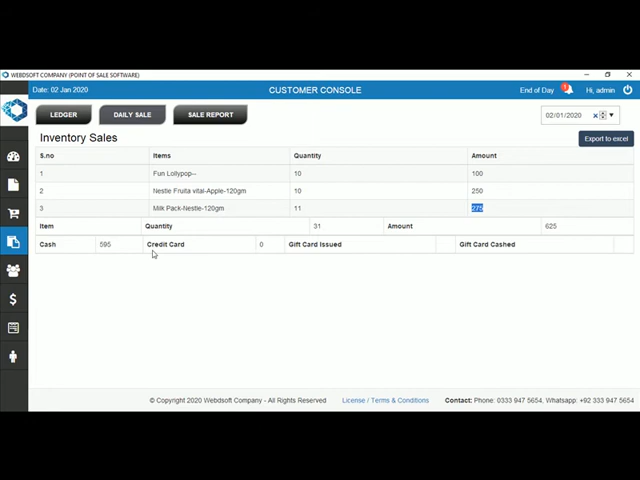 WEBDSOFT COMPANY (POINT OF SALE SOFTWARE)
Date: 02 Jan 2020 CUSTOMER CONSOLE End of Day 1 Hi, admin
LEDGER DAILY SALE SALE REPORT 02/01/2020
Inventory Sales Export to excel
S.no Items Quantity Amount
1 Fun Lollypop-- 10 100
2 Nestle Fruita vital-Apple-120gm 10 250
3 Milk Pack-Nestle-120gm 11 275
Item Quantity 31 Amount 625
Cash 595 Credit Card 0 Gift Card Issued Gift Card Cashed
© Copyright 2020 Webdsoft Company - All Rights Reserved License / Terms & Conditions Contact: Phone: 0333 947 5654, Whatsapp: +92 333 947 5654